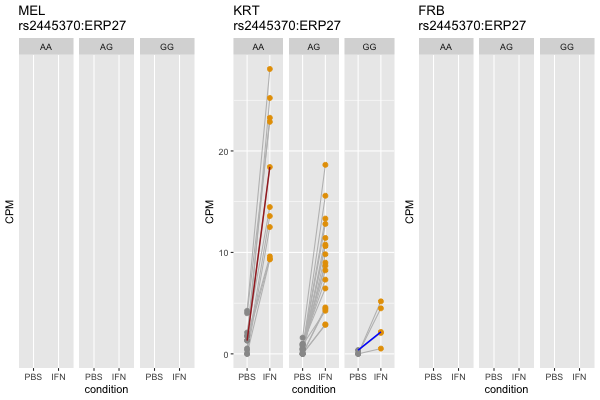 MEL
rs2445370:ERP27
AA AG GG
CPM
PBS IFN PBS IFN PBS IFN
condition
KRT
rs2445370:ERP27
AA AG GG
CPM
20
10
0
PBS IFN PBS IFN PBS IFN
condition
FRB
rs2445370:ERP27
AA AG GG
CPM
PBS IFN PBS IFN PBS IFN
condition